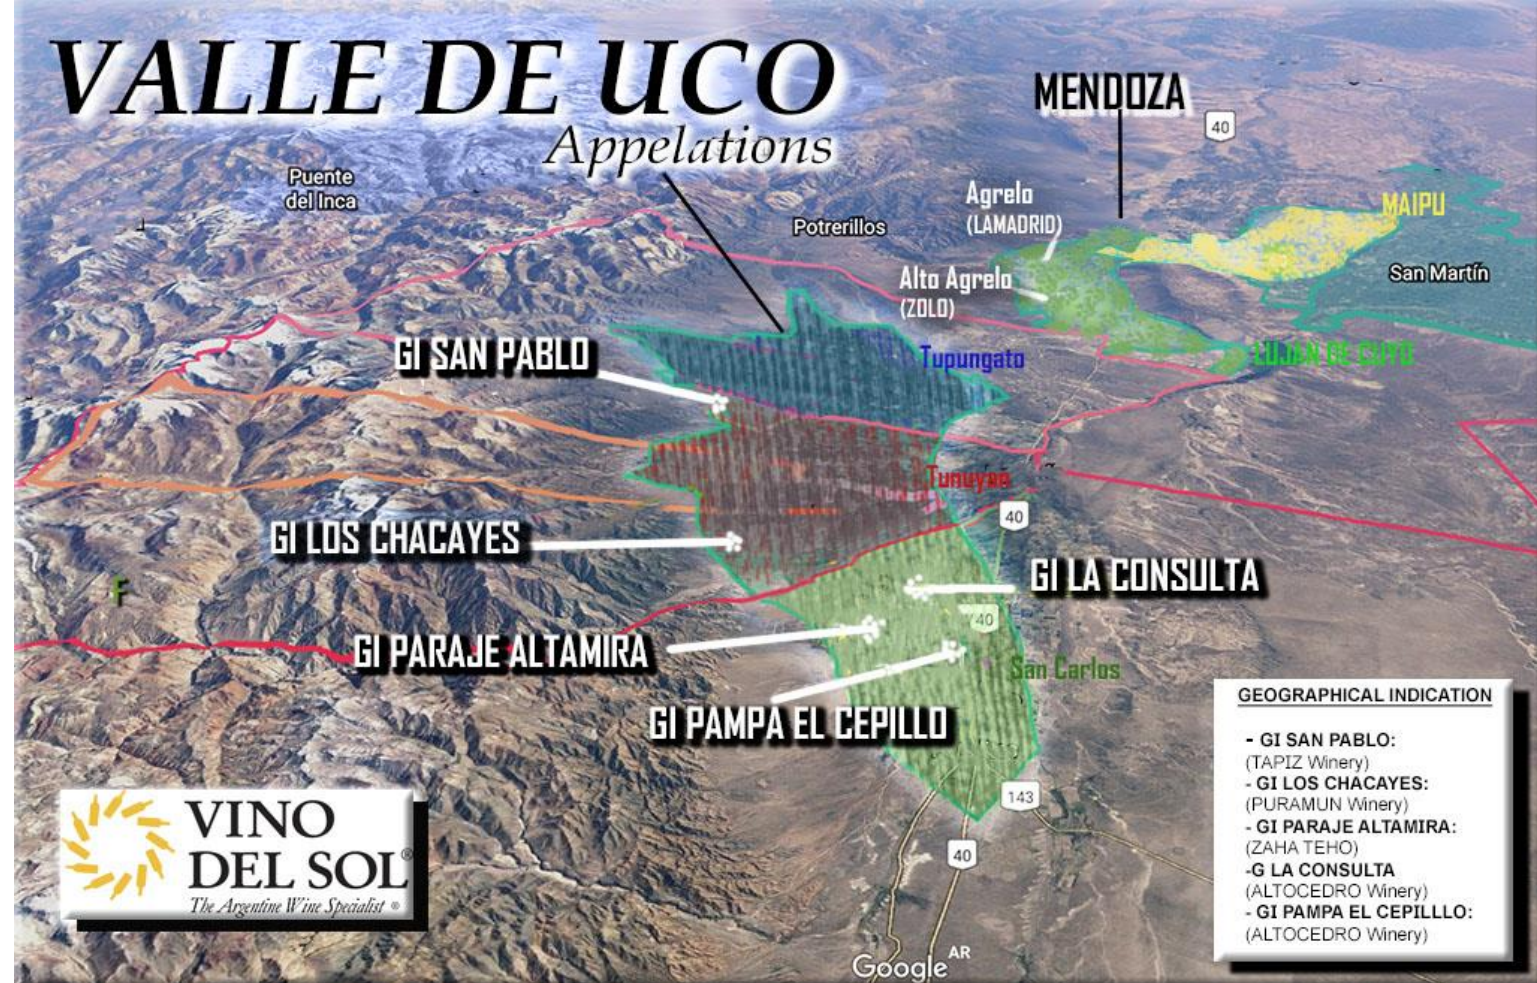 VALLE DE UCO
Appelations
MENDOZA
40
Puente
del Inca
Potrerillos
Agrelo
(LAMADRID)
MAIPU
San Martín
Alto Agrelo
(ZOLO)
LUJAN DE CUYO
GI SAN PABLO
Tupungato
Tunuyan
40
GI LOS CHACAYES
GI LA CONSULTA
40
GI PARAJE ALTAMIRA
San Carlos
GI PAMPA EL CEPILLO
143
40
F
VINO
DEL SOL®
The Argentine Wine Specialist ®
GEOGRAPHICAL INDICATION
- GI SAN PABLO:
(TAPIZ Winery)
- GI LOS CHACAYES:
(PURAMUN Winery)
- GI PARAJE ALTAMIRA:
(ZAHA TEHO)
-G LA CONSULTA
(ALTOCEDRO Winery)
- GI PAMPA EL CEPILLLO:
(ALTOCEDRO Winery)
Google
AR